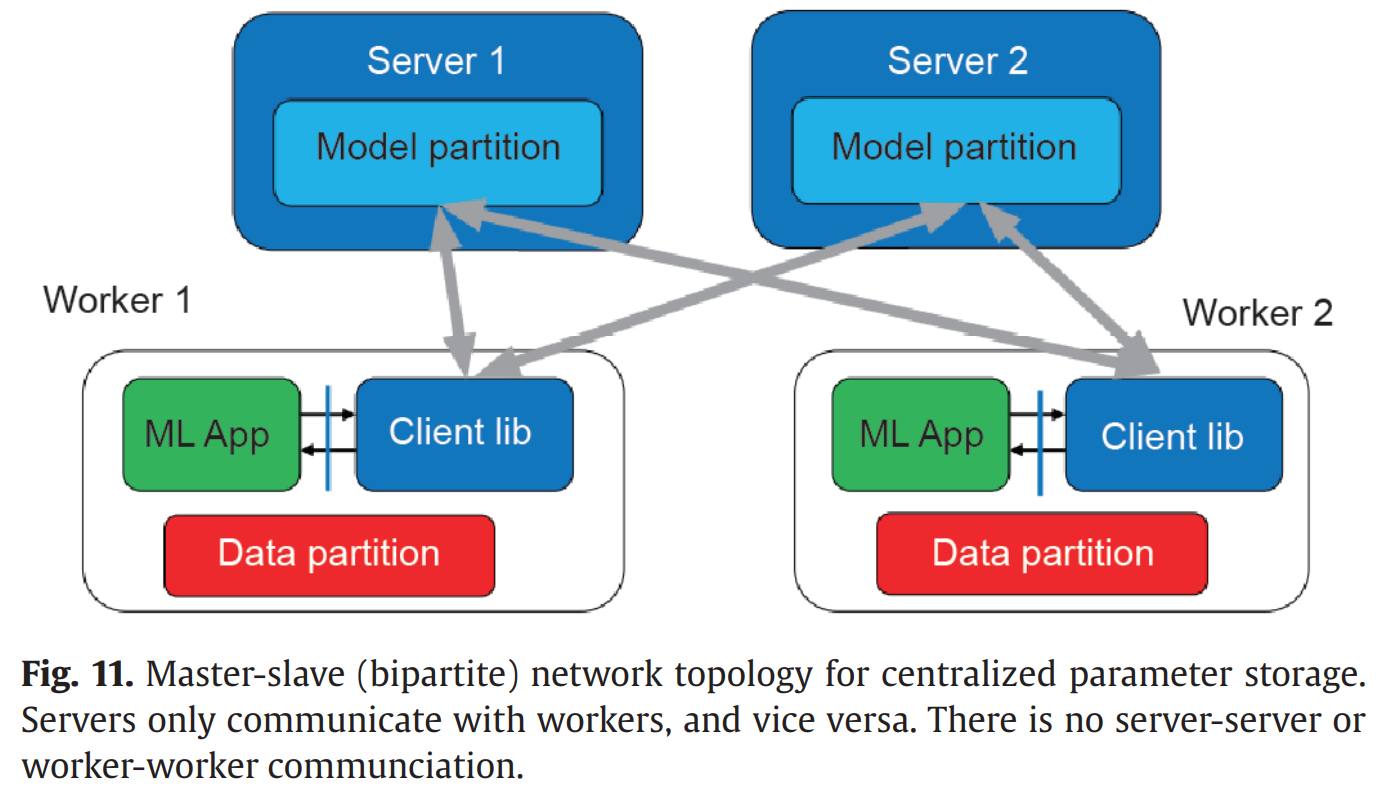 Server 1
Server 2
Model partition
Model partition
Worker 1
Worker 2
ML App
Client lib
ML App
Client lib
Data partition
Data partition
Fig. 11. Master-slave (bipartite) network topology for centralized parameter storage.
Servers only communicate with workers, and vice versa. There is no server-server or
worker-worker communciation.